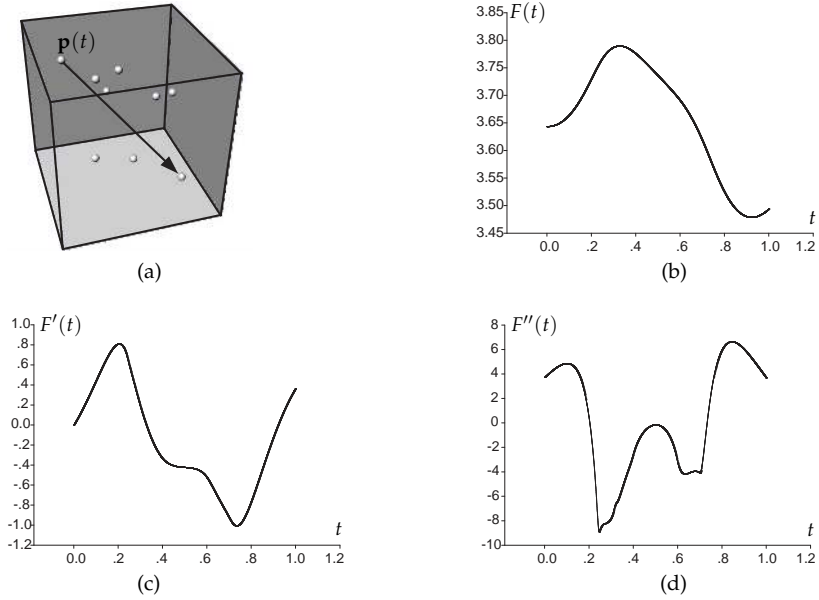 p(t)
(a)
F(t)
3.85
3.80
3.75
3.70
3.65
3.60
3.55
3.50
3.45
0.0 .2 .4 .6 .8 1.0 1.2
t
(b)
F′(t)
1.0
.8
.6
.4
.2
0.0
-.2
-.4
-.6
-.8
-1.0
-1.2
0.0 .2 .4 .6 .8 1.0 1.2
t
(c)
F′′(t)
8
6
4
2
0
-2
-4
-6
-8
-10
0.0 .2 .4 .6 .8 1.0 1.2
t
(d)